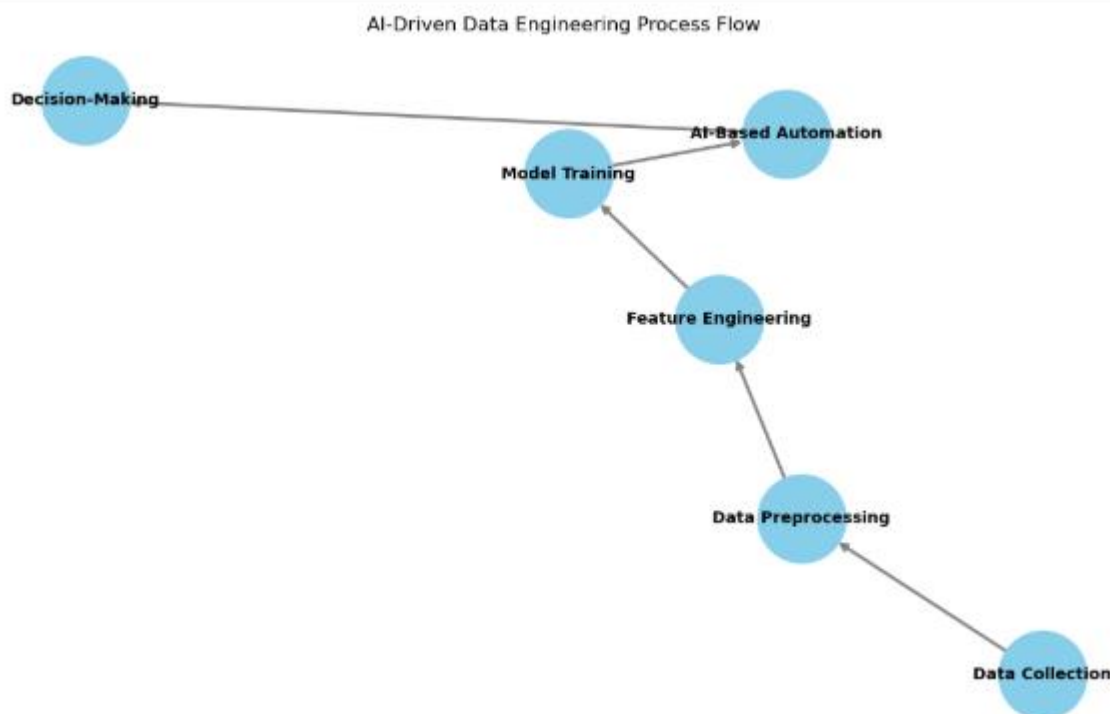 AI-Driven Data Engineering Process Flow
Decision-Making
AI-Based Automation
Model Training
Feature Engineering
Data Preprocessing
Data Collection